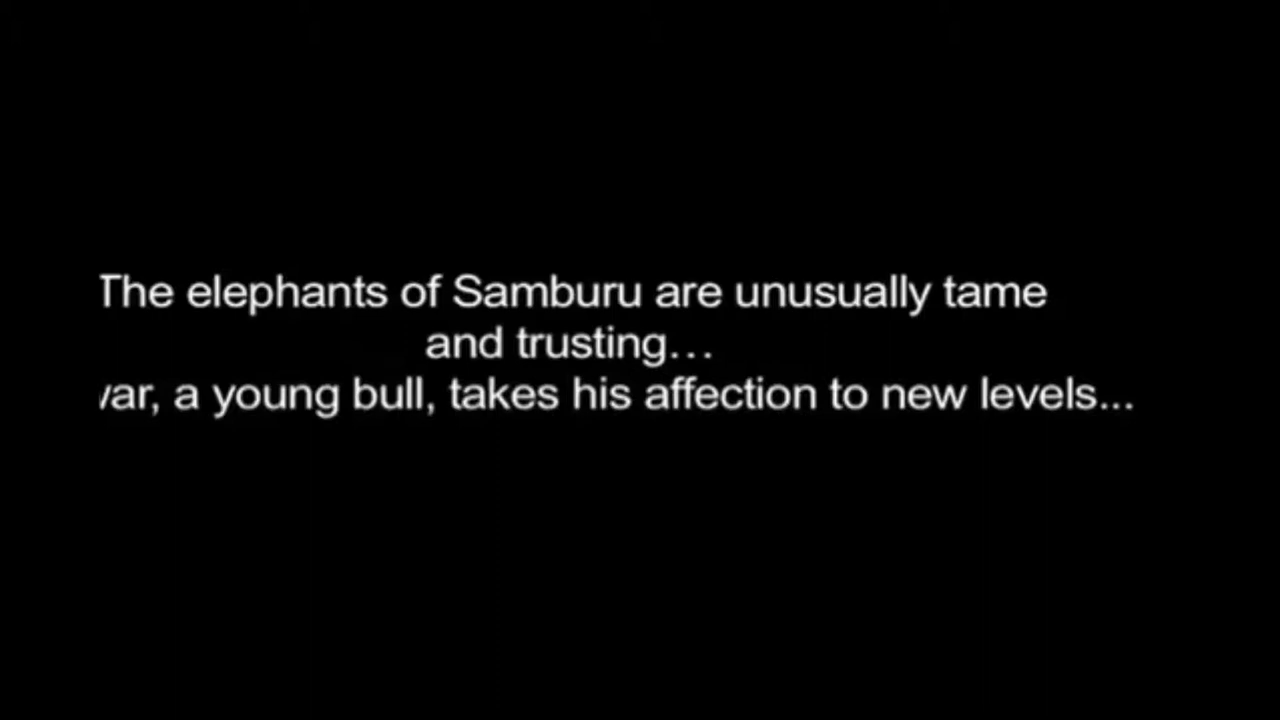 The elephants of Samburu are unusually tame
and trusting…
a young bull, takes his affection to new levels...